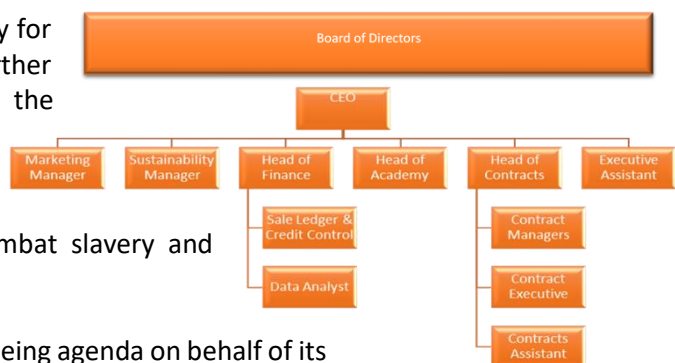 y for
rther
the
mbat slavery and
eing agenda on behalf of its
Board of Directors
CEO
Marketing
Manager
Sustainability
Manager
Head of
Finance
Head of
Academy
Head of
Contracts
Executive
Assistant
Sale Ledger &
Credit Control
Data Analyst
Contract
Managers
Contract
Executive
Contracts
Assistant